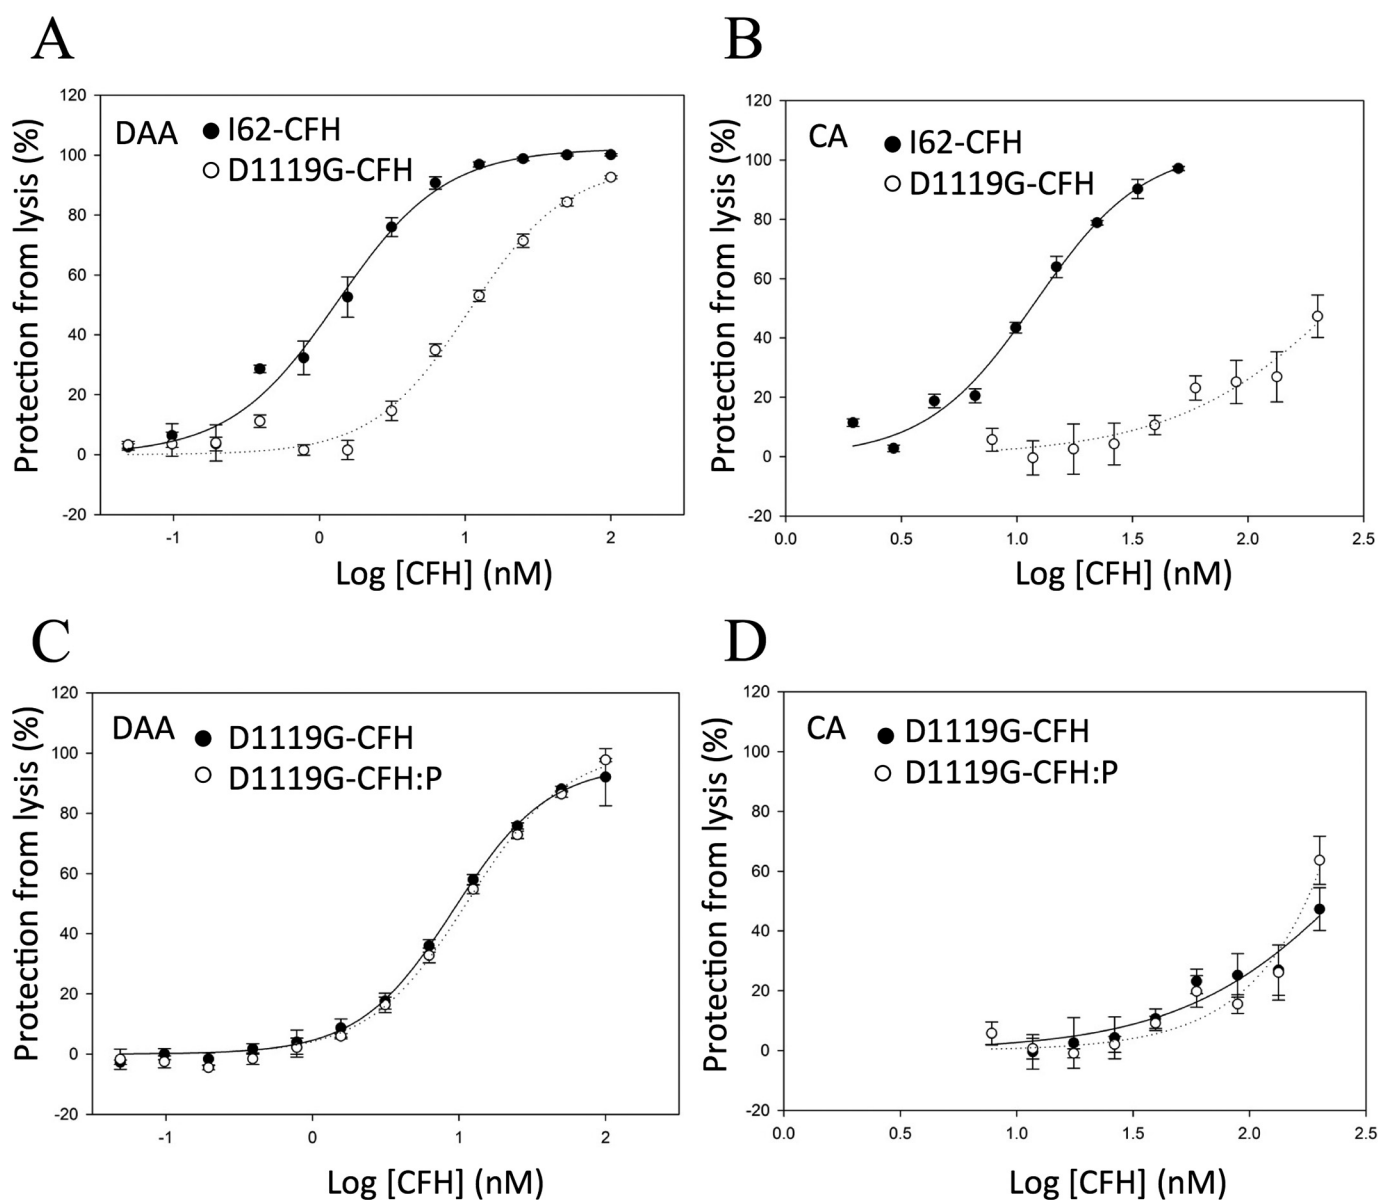 A
Protection from lysis (%)
120
100
80
60
40
20
0
-20
DAA
I62-CFH
D1119G-CFH
-1
0
1
2
Log [CFH] (nM)
B
Protection from lysis (%)
120
100
80
60
40
20
0
-20
CA
I62-CFH
D1119G-CFH
0.0
0.5
1.0
1.5
2.0
2.5
Log [CFH] (nM)
C
Protection from lysis (%)
120
100
80
60
40
20
0
-20
DAA
D1119G-CFH
D1119G-CFH:P
-1
0
1
2
Log [CFH] (nM)
D
Protection from lysis (%)
120
100
80
60
40
20
0
-20
CA
D1119G-CFH
D1119G-CFH:P
0.0
0.5
1.0
1.5
2.0
2.5
Log [CFH] (nM)